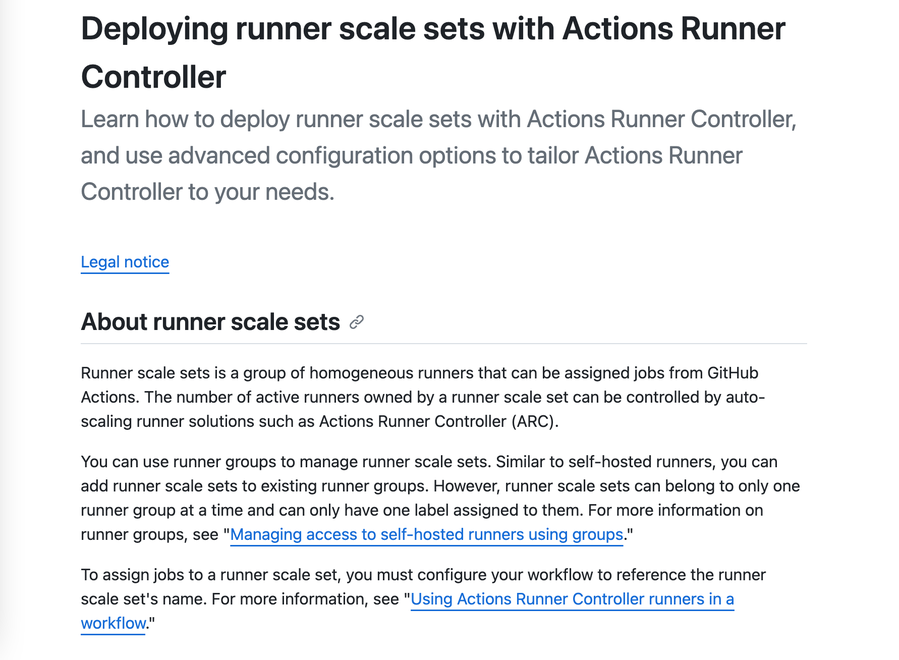 Deploying runner scale sets with Actions Runner
Controller
Learn how to deploy runner scale sets with Actions Runner Controller,
and use advanced configuration options to tailor Actions Runner
Controller to your needs.
Legal notice
About runner scale sets
Runner scale sets is a group of homogeneous runners that can be assigned jobs from GitHub
Actions. The number of active runners owned by a runner scale set can be controlled by auto-
scaling runner solutions such as Actions Runner Controller (ARC).
You can use runner groups to manage runner scale sets. Similar to self-hosted runners, you can
add runner scale sets to existing runner groups. However, runner scale sets can belong to only one
runner group at a time and can only have one label assigned to them. For more information on
runner groups, see "Managing access to self-hosted runners using groups."
To assign jobs to a runner scale set, you must configure your workflow to reference the runner
scale set's name. For more information, see "Using Actions Runner Controller runners in a
workflow."